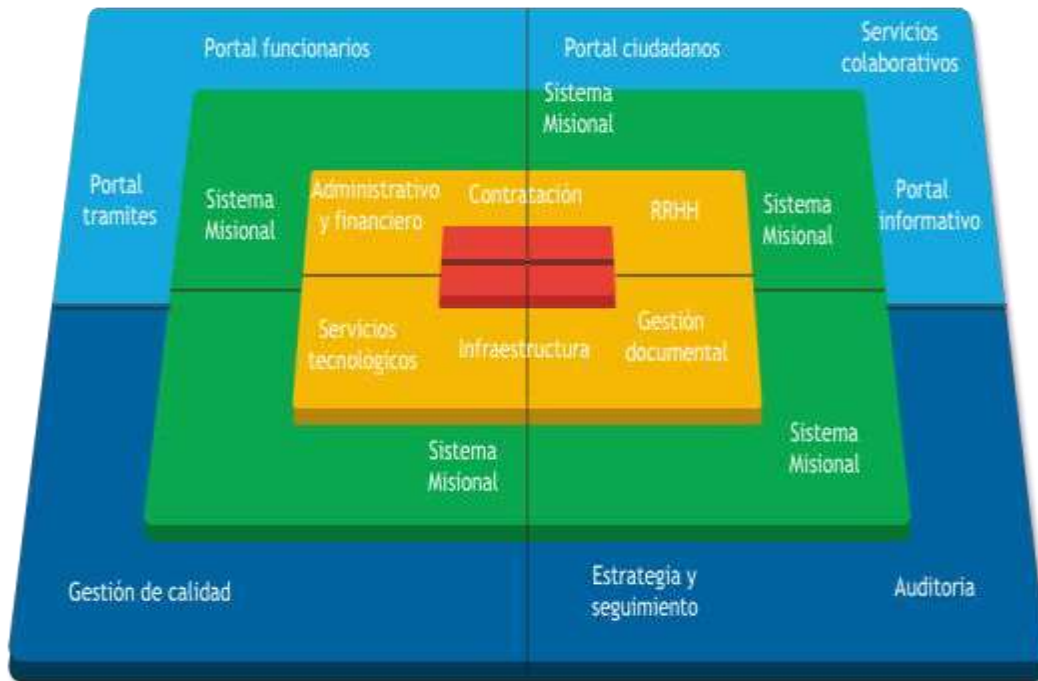 Portal funcionarios
Portal ciudadanos
Servicios
colaborativos
Sistema
Misional
Portal
tramites
Sistema
Misional
Administrativo
y financiero
Contratación
RRHH
Sistema
Misional
Portal
informativo
Servicios
tecnológicos
Infraestructura
Gestión
documental
Sistema
Misional
Sistema
Misional
Gestión de calidad
Estrategia y
seguimiento
Auditoria